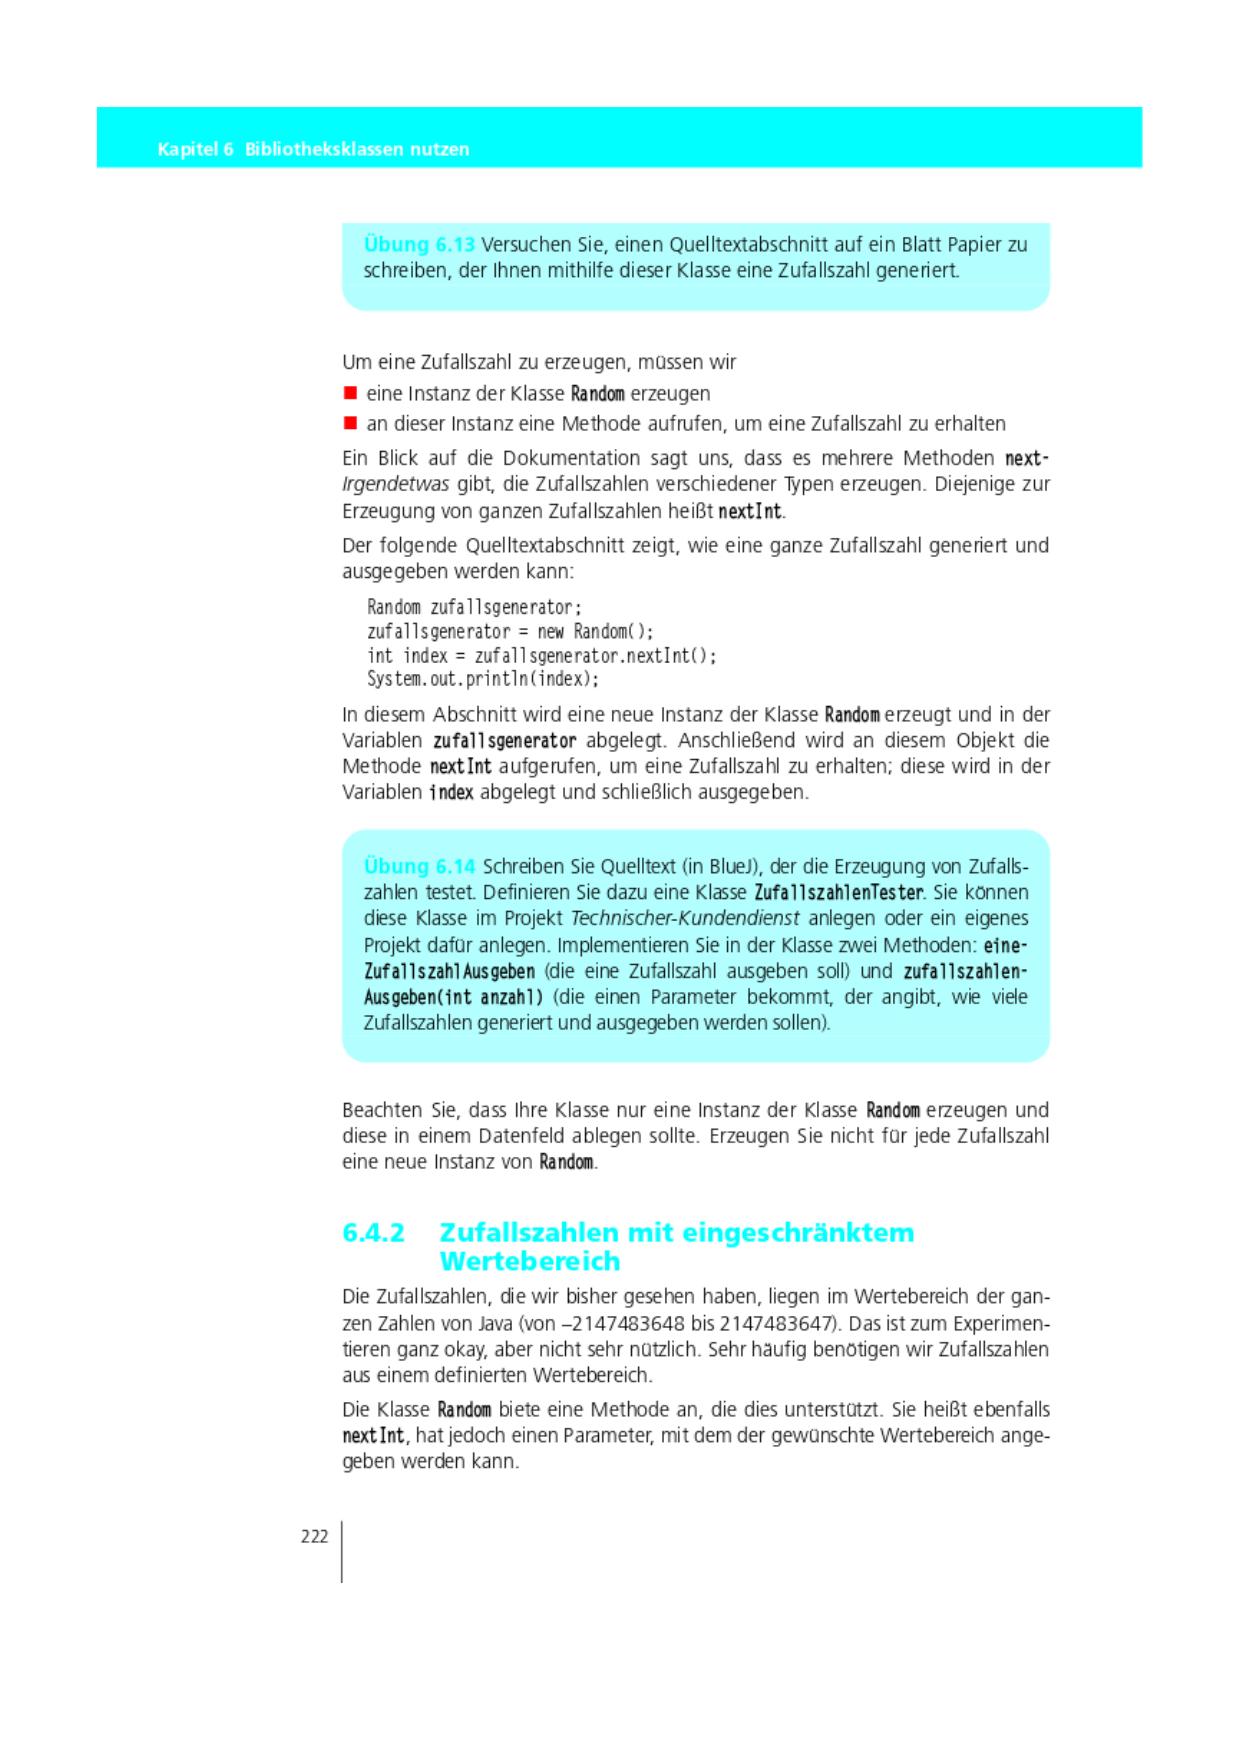 Kapitel 6 Bibliotheksklassen nutzen
Übung 6.13 Versuchen Sie, einen Quelltextabschnitt auf ein Blatt Papier zu
schreiben, der Ihnen mithilfe dieser Klasse eine Zufallszahl generiert.
Um eine Zufallszahl zu erzeugen, müssen wir
■ eine Instanz der Klasse Random erzeugen
■ an dieser Instanz eine Methode aufrufen, um eine Zufallszahl zu erhalten
Ein Blick auf die Dokumentation sagt uns, dass es mehrere Methoden next-
Irgendetwas gibt, die Zufallszahlen verschiedener Typen erzeugen. Diejenige zur
Erzeugung von ganzen Zufallszahlen heißt nextInt.
Der folgende Quelltextabschnitt zeigt, wie eine ganze Zufallszahl generiert und
ausgegeben werden kann:
Random zufallsgenerator;
zufallsgenerator = new Random();
int index = zufallsgenerator.nextInt();
System.out.println(index);
In diesem Abschnitt wird eine neue Instanz der Klasse Random erzeugt und in der
Variablen zufallsgenerator abgelegt. Anschließend wird an diesem Objekt die
Methode nextInt aufgerufen, um eine Zufallszahl zu erhalten; diese wird in der
Variablen index abgelegt und schließlich ausgegeben.
Übung 6.14 Schreiben Sie Quelltext (in BlueJ), der die Erzeugung von Zufalls-
zahlen testet. Definieren Sie dazu eine Klasse ZufallszahlenTester. Sie können
diese Klasse im Projekt Technischer-Kundendienst anlegen oder ein eigenes
Projekt dafür anlegen. Implementieren Sie in der Klasse zwei Methoden: eine-
ZufallszahlAusgeben (die eine Zufallszahl ausgeben soll) und zufallszahlen-
Ausgeben(int anzahl) (die einen Parameter bekommt, der angibt, wie viele
Zufallszahlen generiert und ausgegeben werden sollen).
Beachten Sie, dass Ihre Klasse nur eine Instanz der Klasse Random erzeugen und
diese in einem Datenfeld ablegen sollte. Erzeugen Sie nicht für jede Zufallszahl
eine neue Instanz von Random.
6.4.2 Zufallszahlen mit eingeschränktem
Wertebereich
Die Zufallszahlen, die wir bisher gesehen haben, liegen im Wertebereich der gan-
zen Zahlen von Java (von –2147483648 bis 2147483647). Das ist zum Experimen-
tieren ganz okay, aber nicht sehr nützlich. Sehr häufig benötigen wir Zufallszahlen
aus einem definierten Wertebereich.
Die Klasse Random biete eine Methode an, die dies unterstützt. Sie heißt ebenfalls
nextInt, hat jedoch einen Parameter, mit dem der gewünschte Wertebereich ange-
geben werden kann.
222